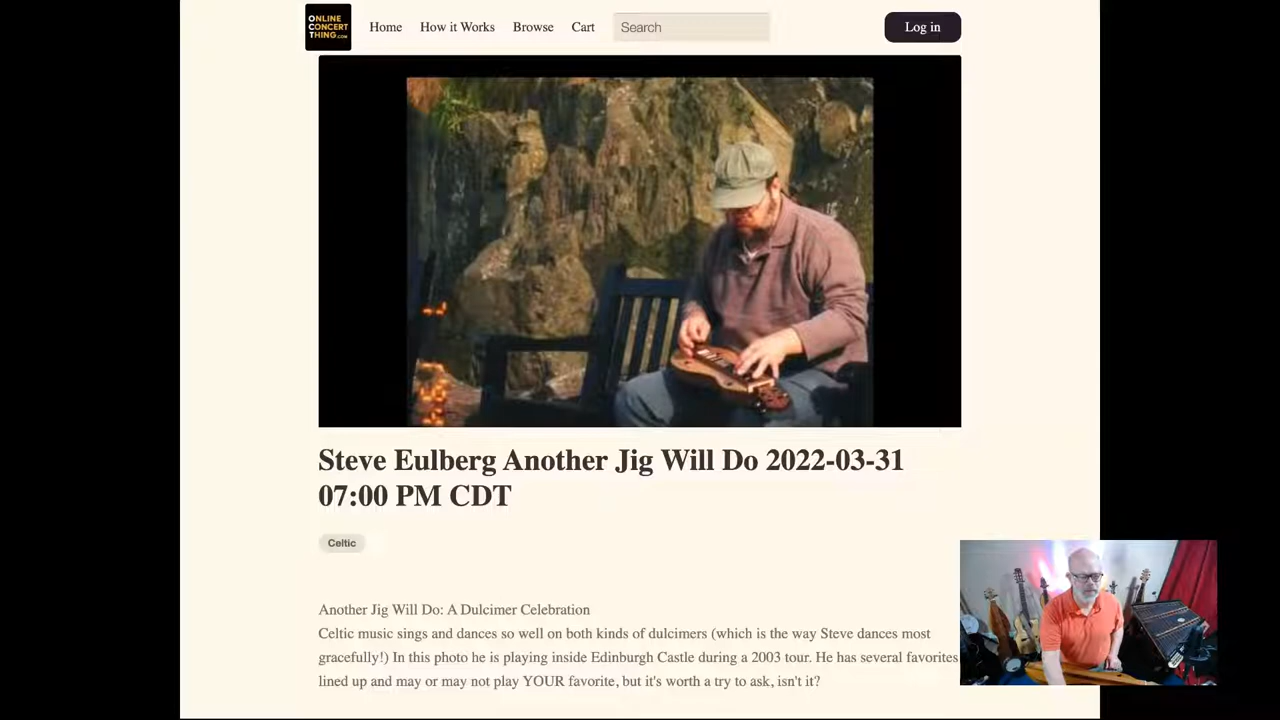 ONLINE
CONCERT
THING.COM
Home
How it Works
Browse
Cart
Search
Log in
Steve Eulberg Another Jig Will Do 2022-03-31
07:00 PM CDT
Celtic
Another Jig Will Do: A Dulcimer Celebration
Celtic music sings and dances so well on both kinds of dulcimers (which is the way Steve dances most
gracefully!) In this photo he is playing inside Edinburgh Castle during a 2003 tour. He has several favorites
lined up and may or may not play YOUR favorite, but it's worth a try to ask, isn't it?